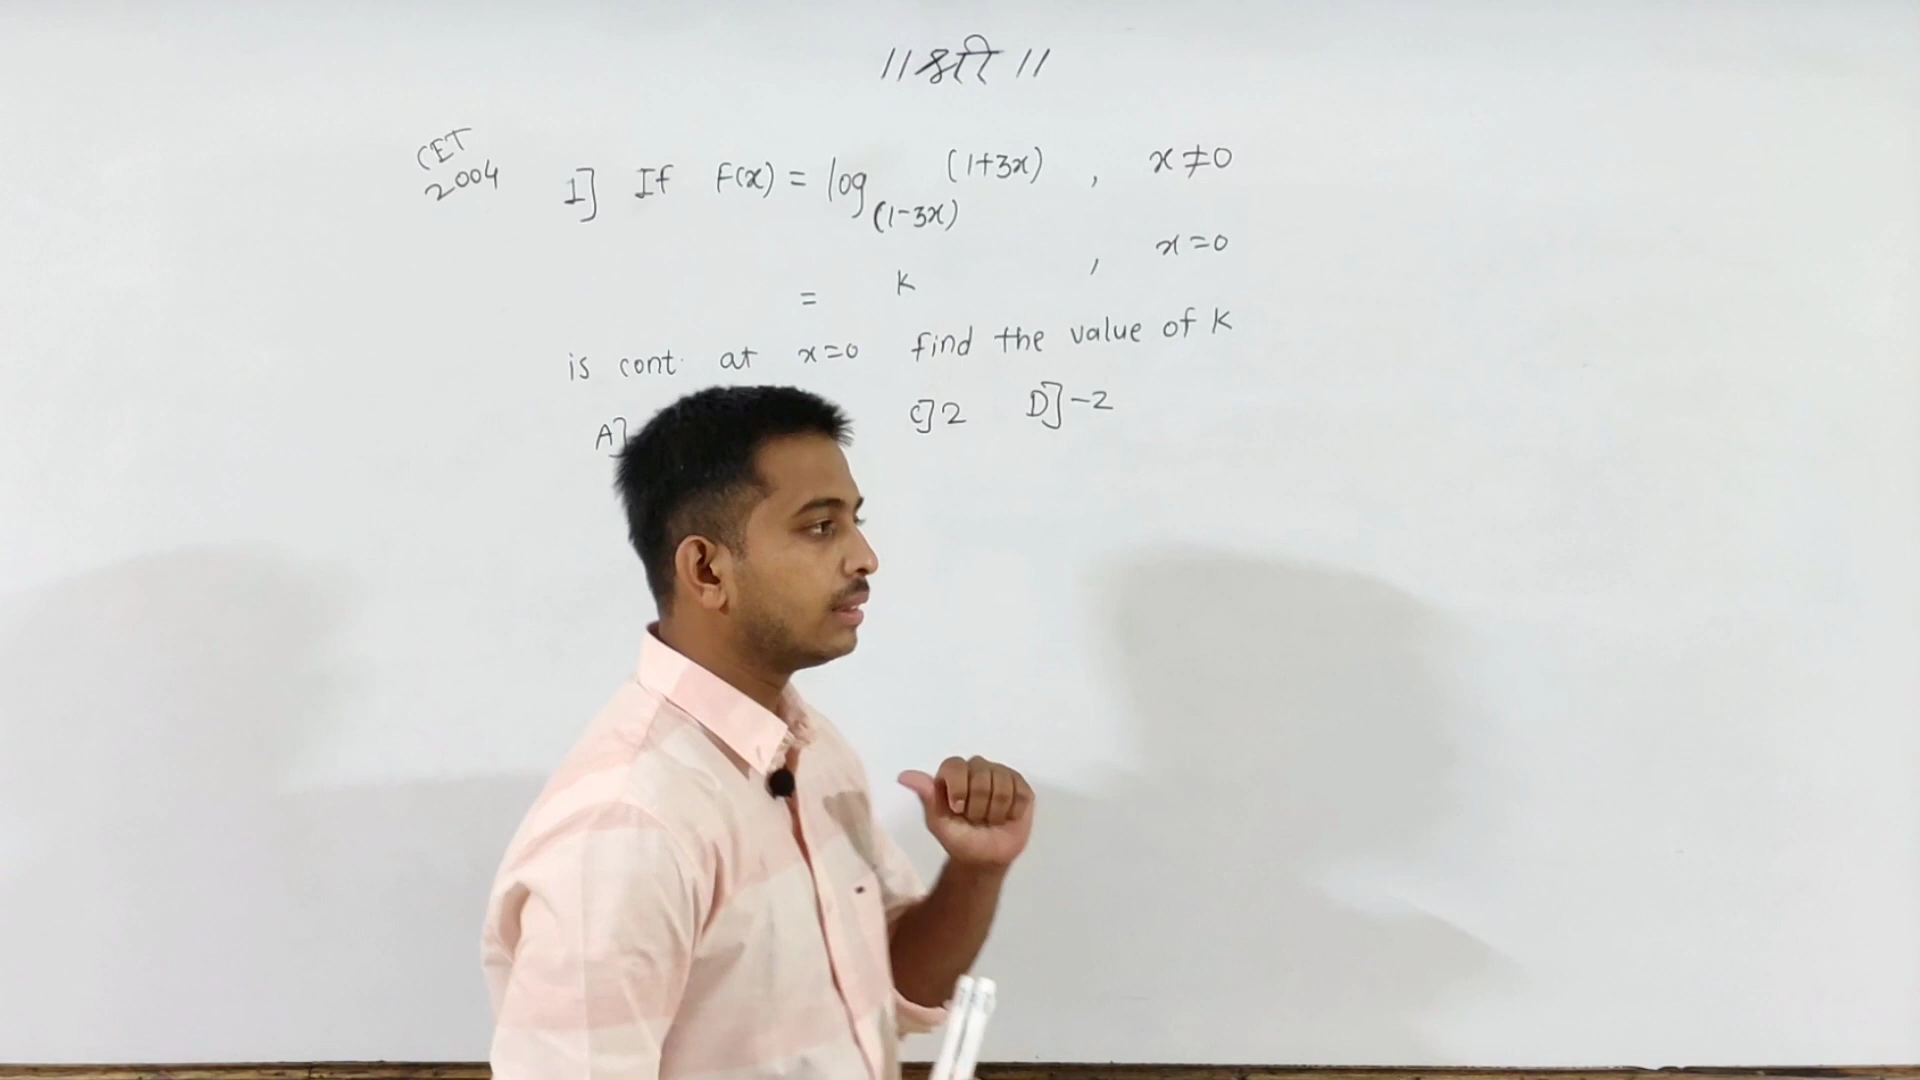 ॥ श्री ॥
CET
2004
1] If F(x) = log(1-3x) (1+3x) , x ≠ 0
= K , x = 0
is cont. at x=0 find the value of K
A] C] 2 D] -2